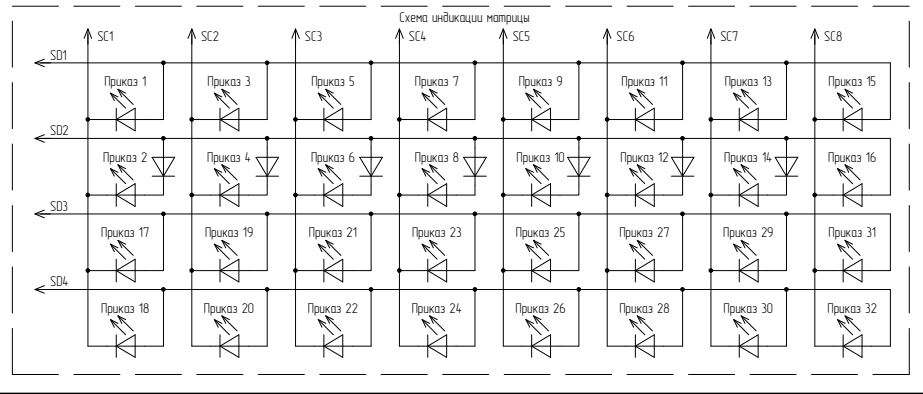 Схема индикации матрицы
SC1 SC2 SC3 SC4 SC5 SC6 SC7 SC8
SD1
Приказ 1 Приказ 3 Приказ 5 Приказ 7 Приказ 9 Приказ 11 Приказ 13 Приказ 15
SD2
Приказ 2 Приказ 4 Приказ 6 Приказ 8 Приказ 10 Приказ 12 Приказ 14 Приказ 16
SD3
Приказ 17 Приказ 19 Приказ 21 Приказ 23 Приказ 25 Приказ 27 Приказ 29 Приказ 31
SD4
Приказ 18 Приказ 20 Приказ 22 Приказ 24 Приказ 26 Приказ 28 Приказ 30 Приказ 32